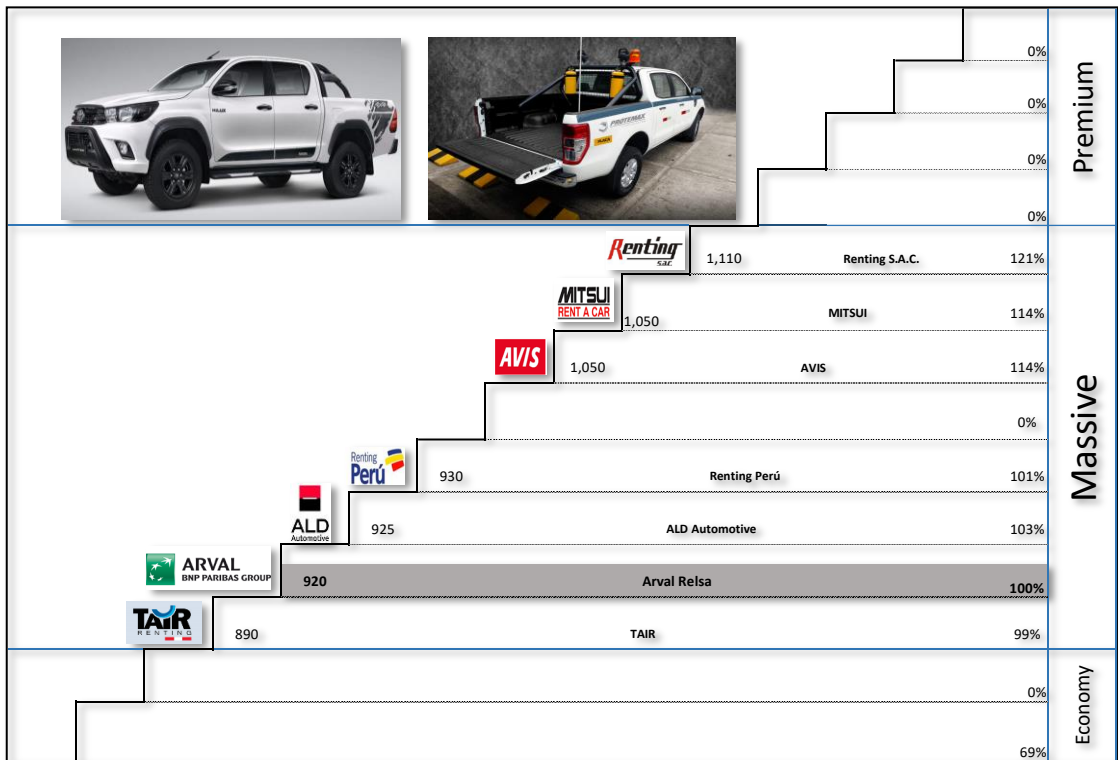 0%
0%
0%
0%
Premium
HILUX
PROTEMAX
Renting
s.a.c.
1,110 Renting S.A.C. 121%
MITSUI
RENT A CAR
1,050 MITSUI 114%
AVIS
1,050 AVIS 114%
0%
Massive
Renting
Perú
930 Renting Perú 101%
ALD
Automotive
925 ALD Automotive 103%
ARVAL
BNP PARIBAS GROUP
920 Arval Relsa 100%
TAIR
RENTING
890 TAIR 99%
0%
Economy
69%